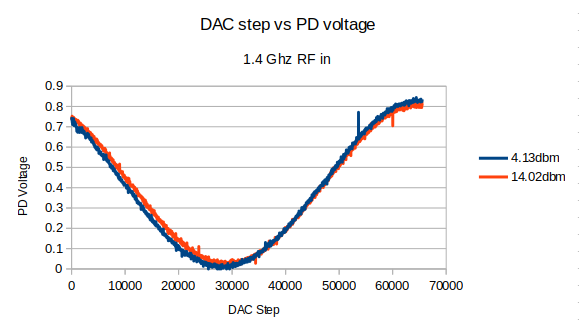 DAC step vs PD voltage
1.4 Ghz RF in
0.9
0.8
0.7
0.6
0.5
0.4
0.3
0.2
0.1
0
PD Voltage
0 10000 20000 30000 40000 50000 60000 70000
DAC Step
4.13dbm
14.02dbm